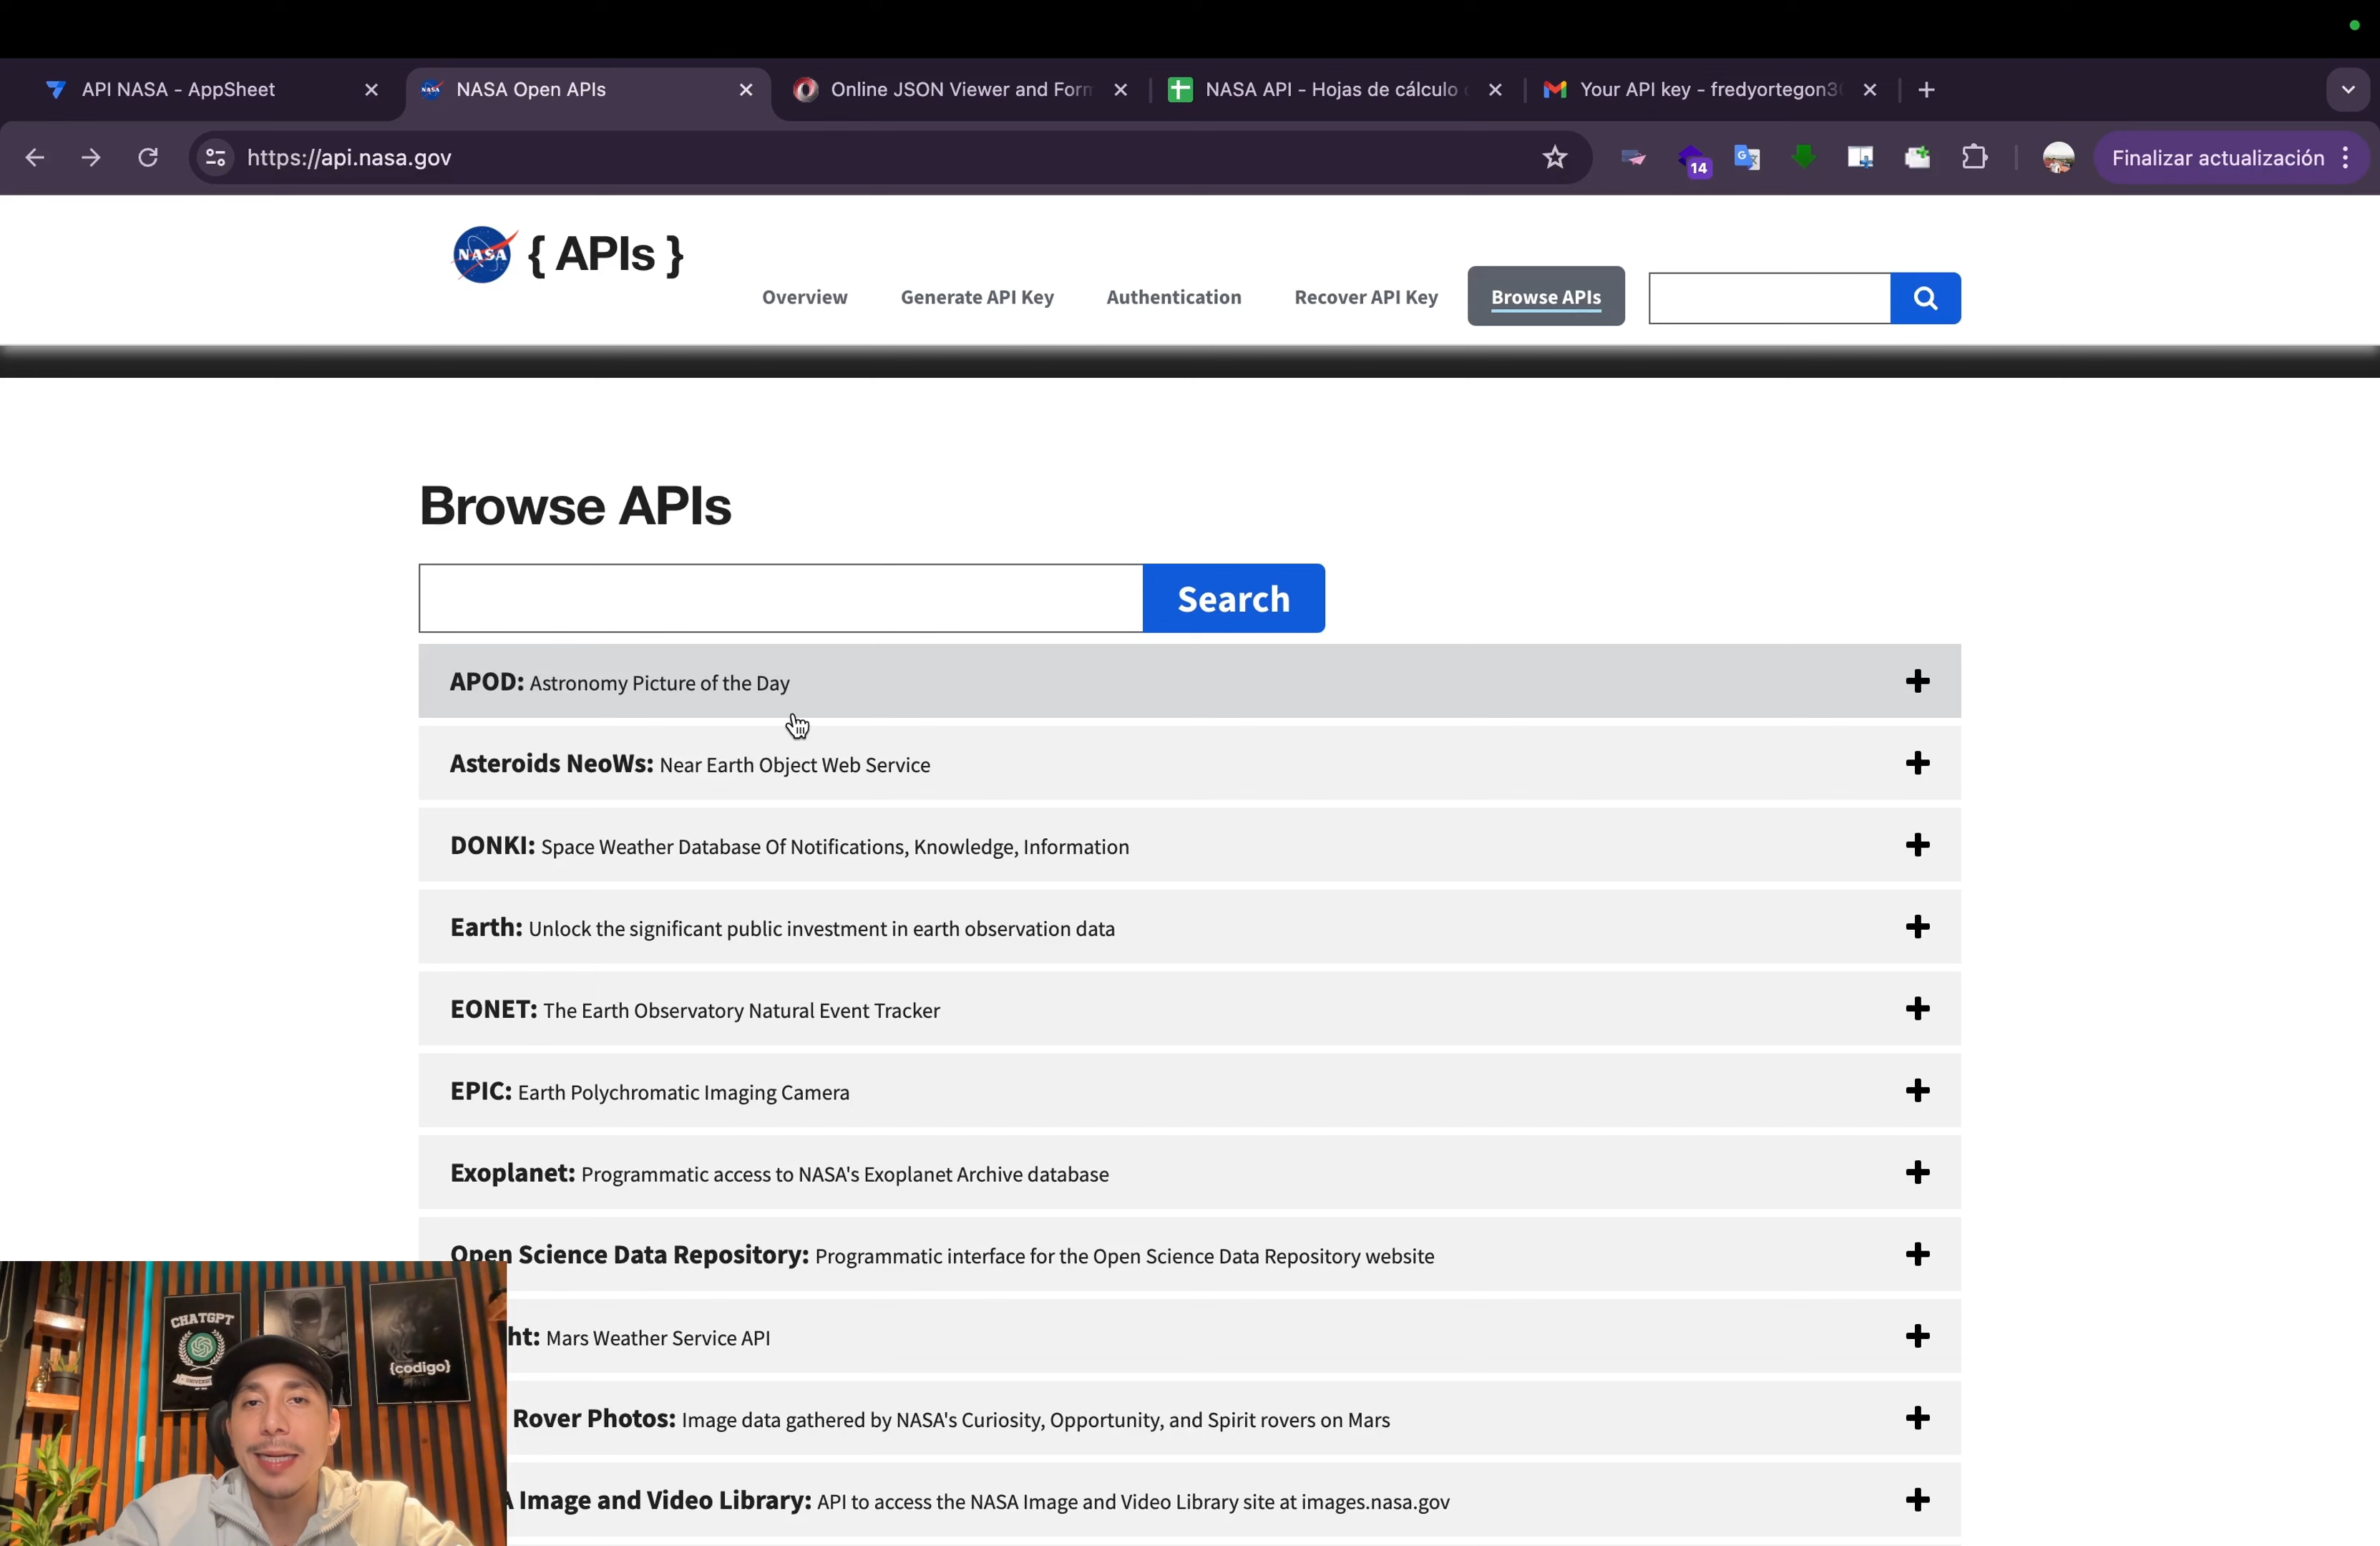 API NASA - AppSheet
NASA Open APIs
Online JSON Viewer and Form
NASA API - Hojas de cálculo
Your API key - fredyortegon30
https://api.nasa.gov
14
Finalizar actualización
NASA
{ APIs }
Overview
Generate API Key
Authentication
Recover API Key
Browse APIs
Browse APIs
Search
APOD: Astronomy Picture of the Day
Asteroids NeoWs: Near Earth Object Web Service
DONKI: Space Weather Database Of Notifications, Knowledge, Information
Earth: Unlock the significant public investment in earth observation data
EONET: The Earth Observatory Natural Event Tracker
EPIC: Earth Polychromatic Imaging Camera
Exoplanet: Programmatic access to NASA's Exoplanet Archive database
Open Science Data Repository: Programmatic interface for the Open Science Data Repository website
ht: Mars Weather Service API
Rover Photos: Image data gathered by NASA's Curiosity, Opportunity, and Spirit rovers on Mars
A Image and Video Library: API to access the NASA Image and Video Library site at images.nasa.gov
CHATGPT
{codigo}